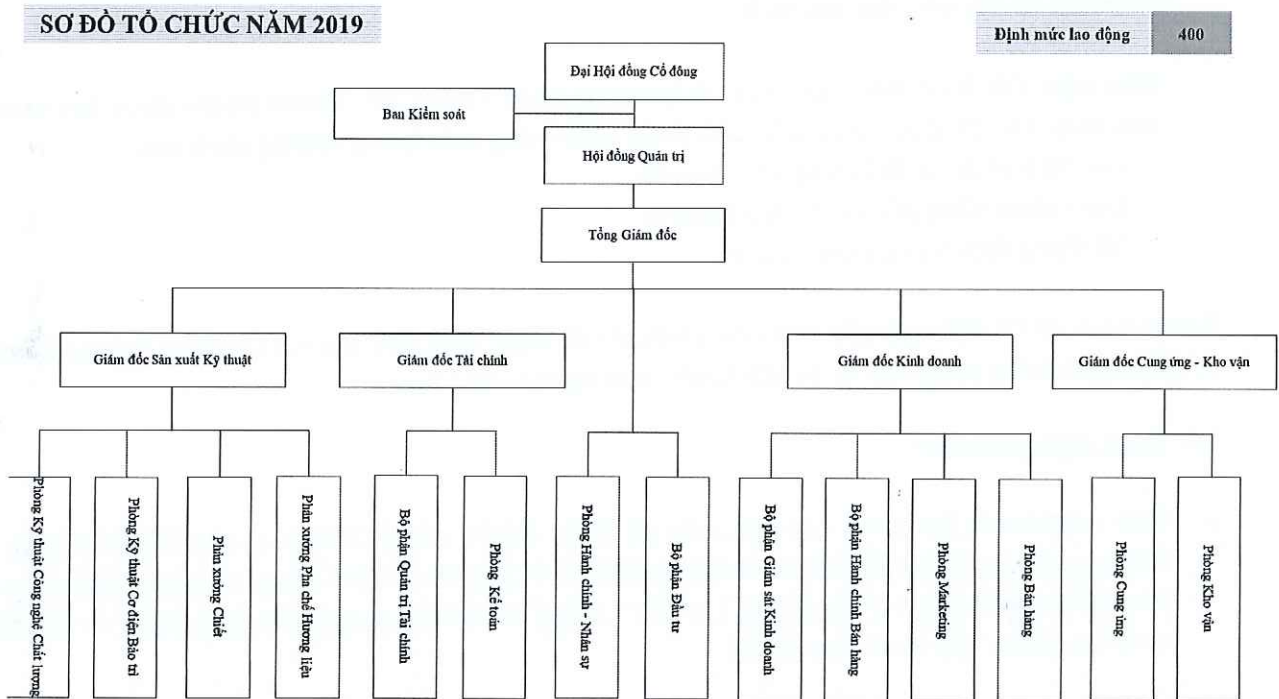 SƠ ĐỒ TỔ CHỨC NĂM 2019
Định mức lao động 400
Đại Hội đồng Cổ đông
Ban Kiểm soát
Hội đồng Quản trị
Tổng Giám đốc
Giám đốc Sản xuất Kỹ thuật
Giám đốc Tài chính
Giám đốc Kinh doanh
Giám đốc Cung ứng - Kho vận
Phòng Kỹ thuật Công nghệ Chất lượng
Phòng Kỹ thuật Cơ điện Bảo trì
Phân xưởng Chiết
Phân xưởng Pha chế Hương liệu
Bộ phận Quản trị Tài chính
Phòng Kế toán
Phòng Hành chính - Nhân sự
Bộ phận Đầu tư
Bộ phận Giám sát Kinh doanh
Bộ phận Hành chính Bán hàng
Phòng Marketing
Phòng Bán hàng
Phòng Cung ứng
Phòng Kho vận